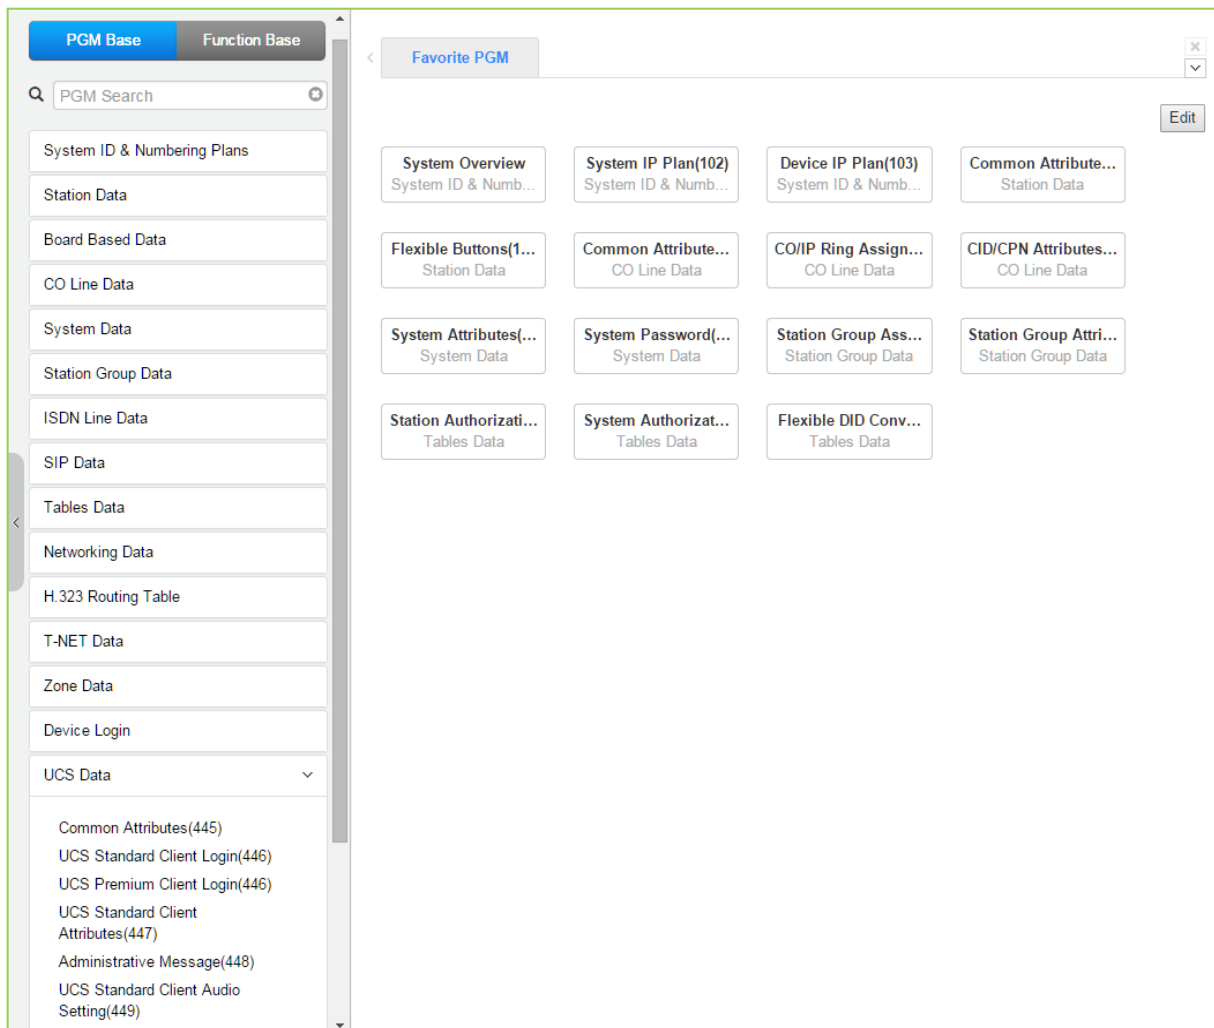 PGM Base
Function Base
PGM Search
System ID & Numbering Plans
Station Data
Board Based Data
CO Line Data
System Data
Station Group Data
ISDN Line Data
SIP Data
Tables Data
Networking Data
H.323 Routing Table
T-NET Data
Zone Data
Device Login
UCS Data
Common Attributes(445)
UCS Standard Client Login(446)
UCS Premium Client Login(446)
UCS Standard Client
Attributes(447)
Administrative Message(448)
UCS Standard Client Audio
Setting(449)
Favorite PGM
Edit
System Overview
System ID & Numb...
System IP Plan(102)
System ID & Numb...
Device IP Plan(103)
System ID & Numb...
Common Attribute...
Station Data
Flexible Buttons(1...
Station Data
Common Attribute...
CO Line Data
CO/IP Ring Assign...
CO Line Data
CID/CPN Attributes...
CO Line Data
System Attributes(...
System Data
System Password(...
System Data
Station Group Ass...
Station Group Data
Station Group Attri...
Station Group Data
Station Authorizati...
Tables Data
System Authorizat...
Tables Data
Flexible DID Conv...
Tables Data